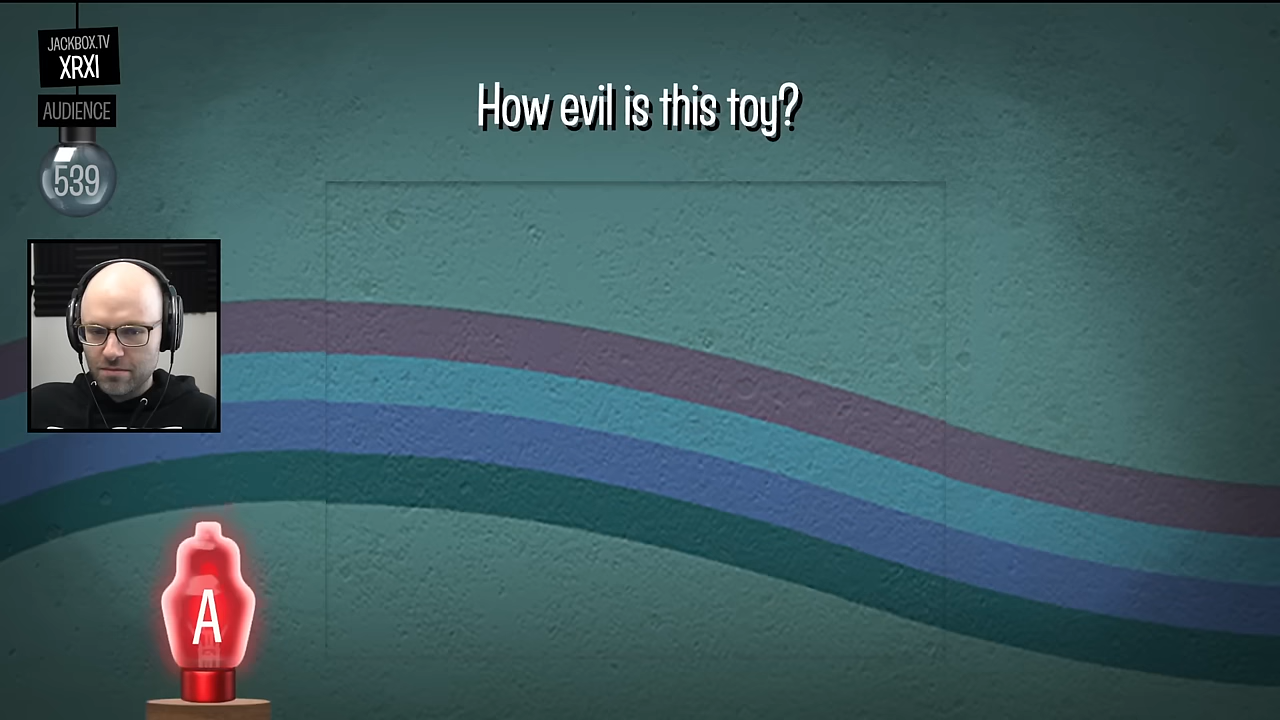 JACKBOX.TV
XRXI
AUDIENCE
539
How evil is this toy?
A